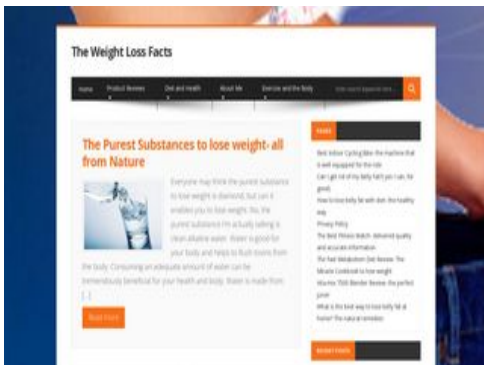 The Weight Loss Facts
Home Product Reviews Diet and Health About Me Exercise and the Body
The Purest Substances to lose weight- all
from Nature
Everyone may think the purest substance
to lose weight is diamond, but can it
enables you to lose weight? No, the
purest substance I'm actually talking is
clean alkaline water. Water is good for
your body and helps to flush toxins from
the body. Consuming an adequate amount of water can be
tremendously beneficial for your health and body. Water is made from
[...]
Read more
PAGES
Best Indoor Cycling Bike- the machine that
is well equipped for the ride
Can I get rid of my belly fat? Yes I can, for
good!
How to lose belly fat with diet- the healthy
way
Privacy Policy
The Best Fitness Watch- delivered quality
and accurate information
The Fast Metabolism Diet Review- The
Miracle Cookbook to lose weight
Vita-mix 7500 Blender Review- the perfect
juicer
What is the best way to lose belly fat at
home? The natural remedies
RECENT POSTS